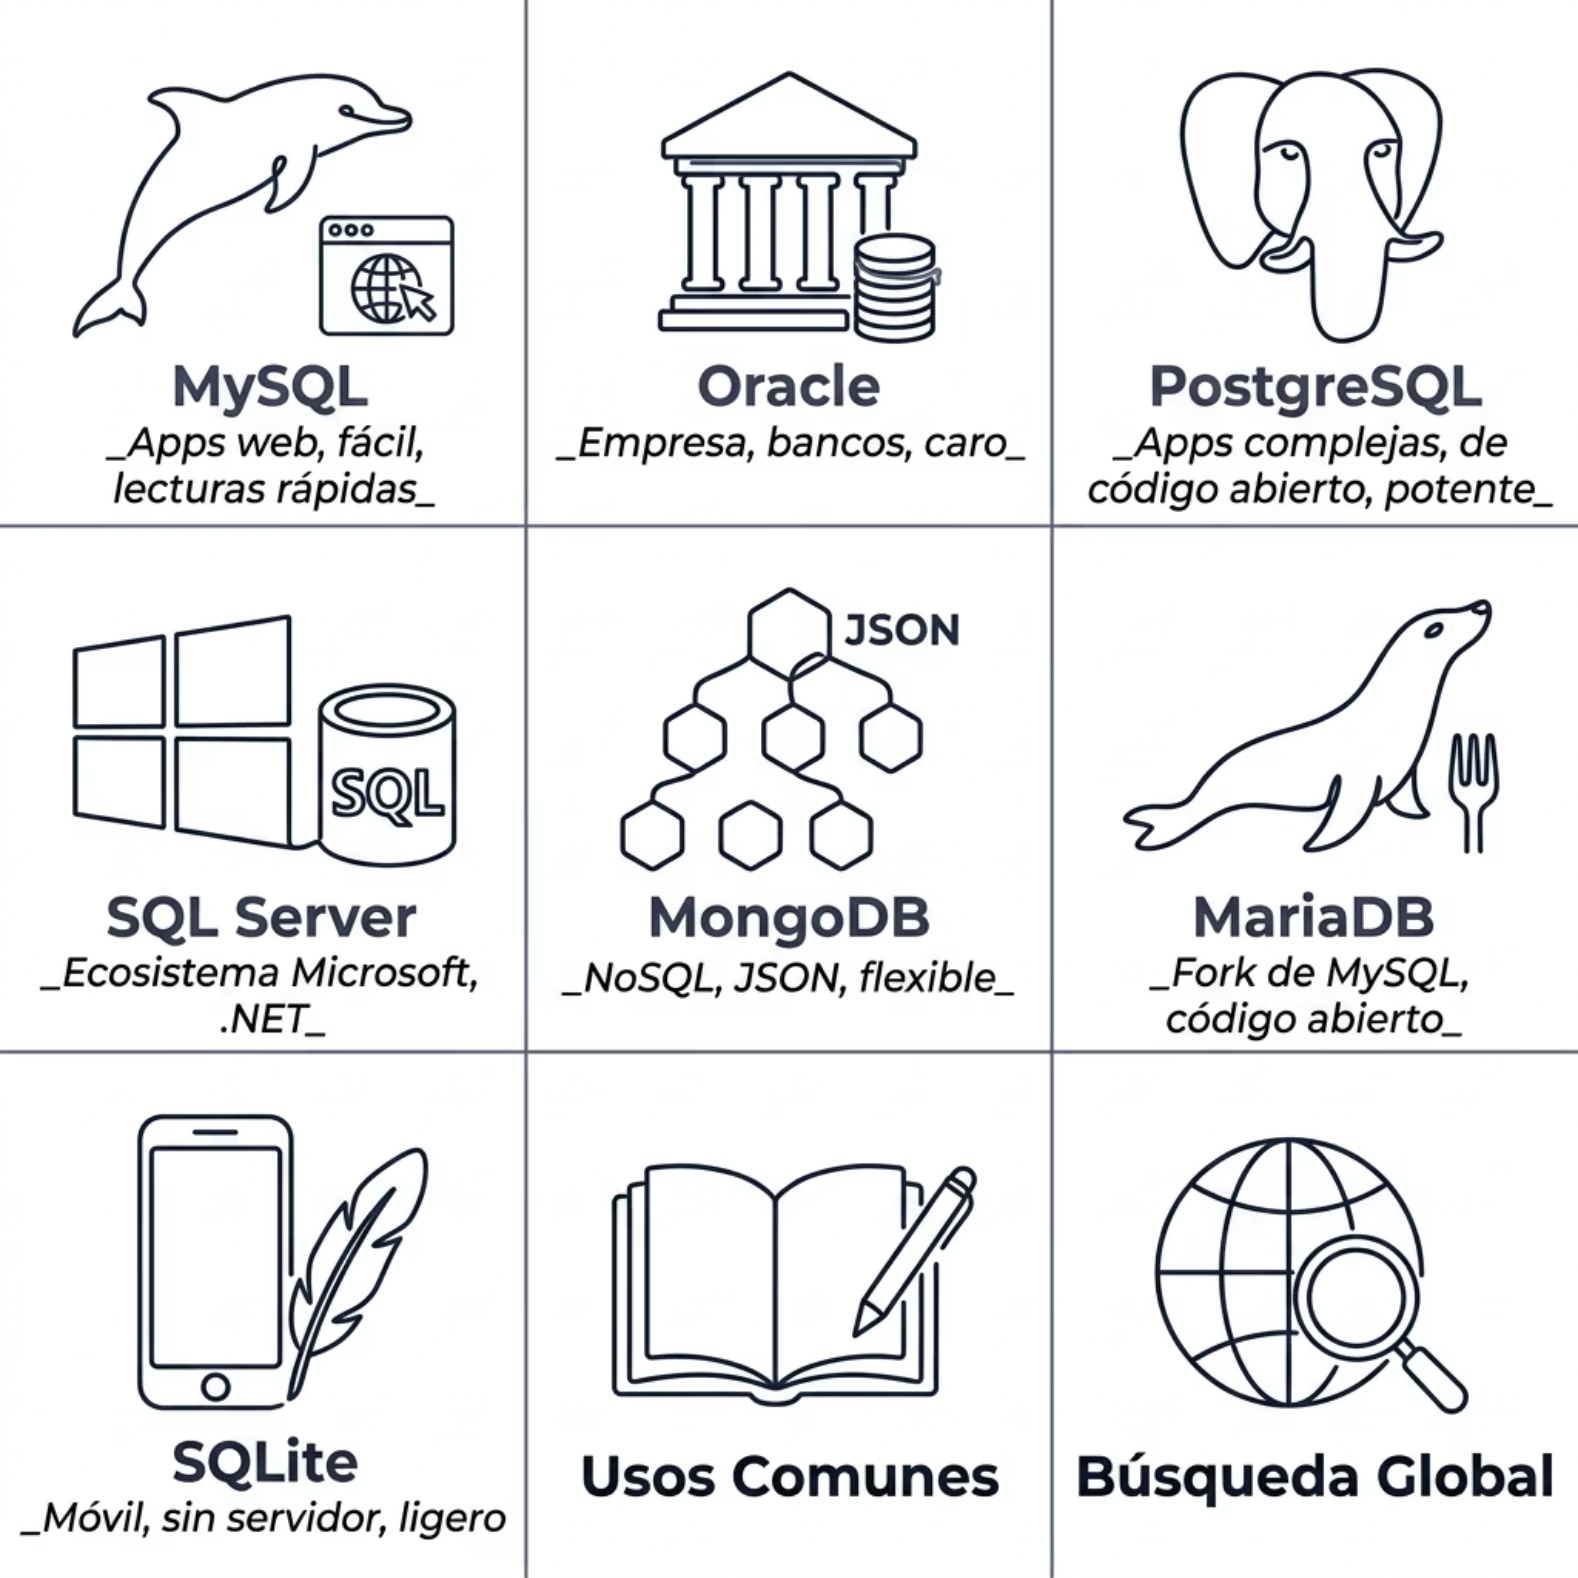 MySQL
_Apps web, fácil,
lecturas rápidas_
Oracle
_Empresa, bancos, caro_
PostgreSQL
_Apps complejas, de
código abierto, potente_
SQL
SQL Server
_Ecosistema Microsoft,
.NET_
JSON
MongoDB
_NoSQL, JSON, flexible_
MariaDB
_Fork de MySQL,
código abierto_
SQLite
_Móvil, sin servidor, ligero
Usos Comunes
Búsqueda Global